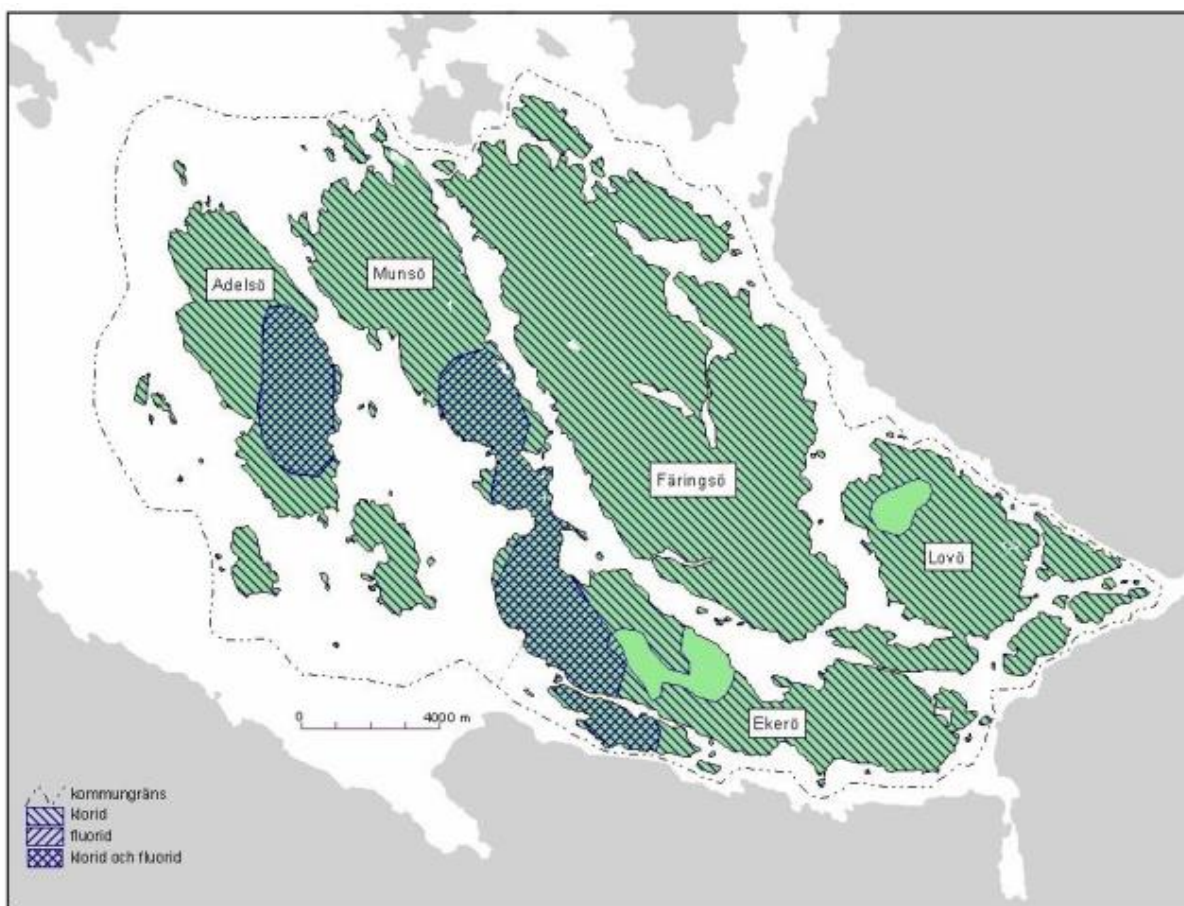 Adelsö
Munsö
Färingsö
Lovö
Ekerö
0 4000 m
kommungräns
klorid
fluorid
klorid och fluorid